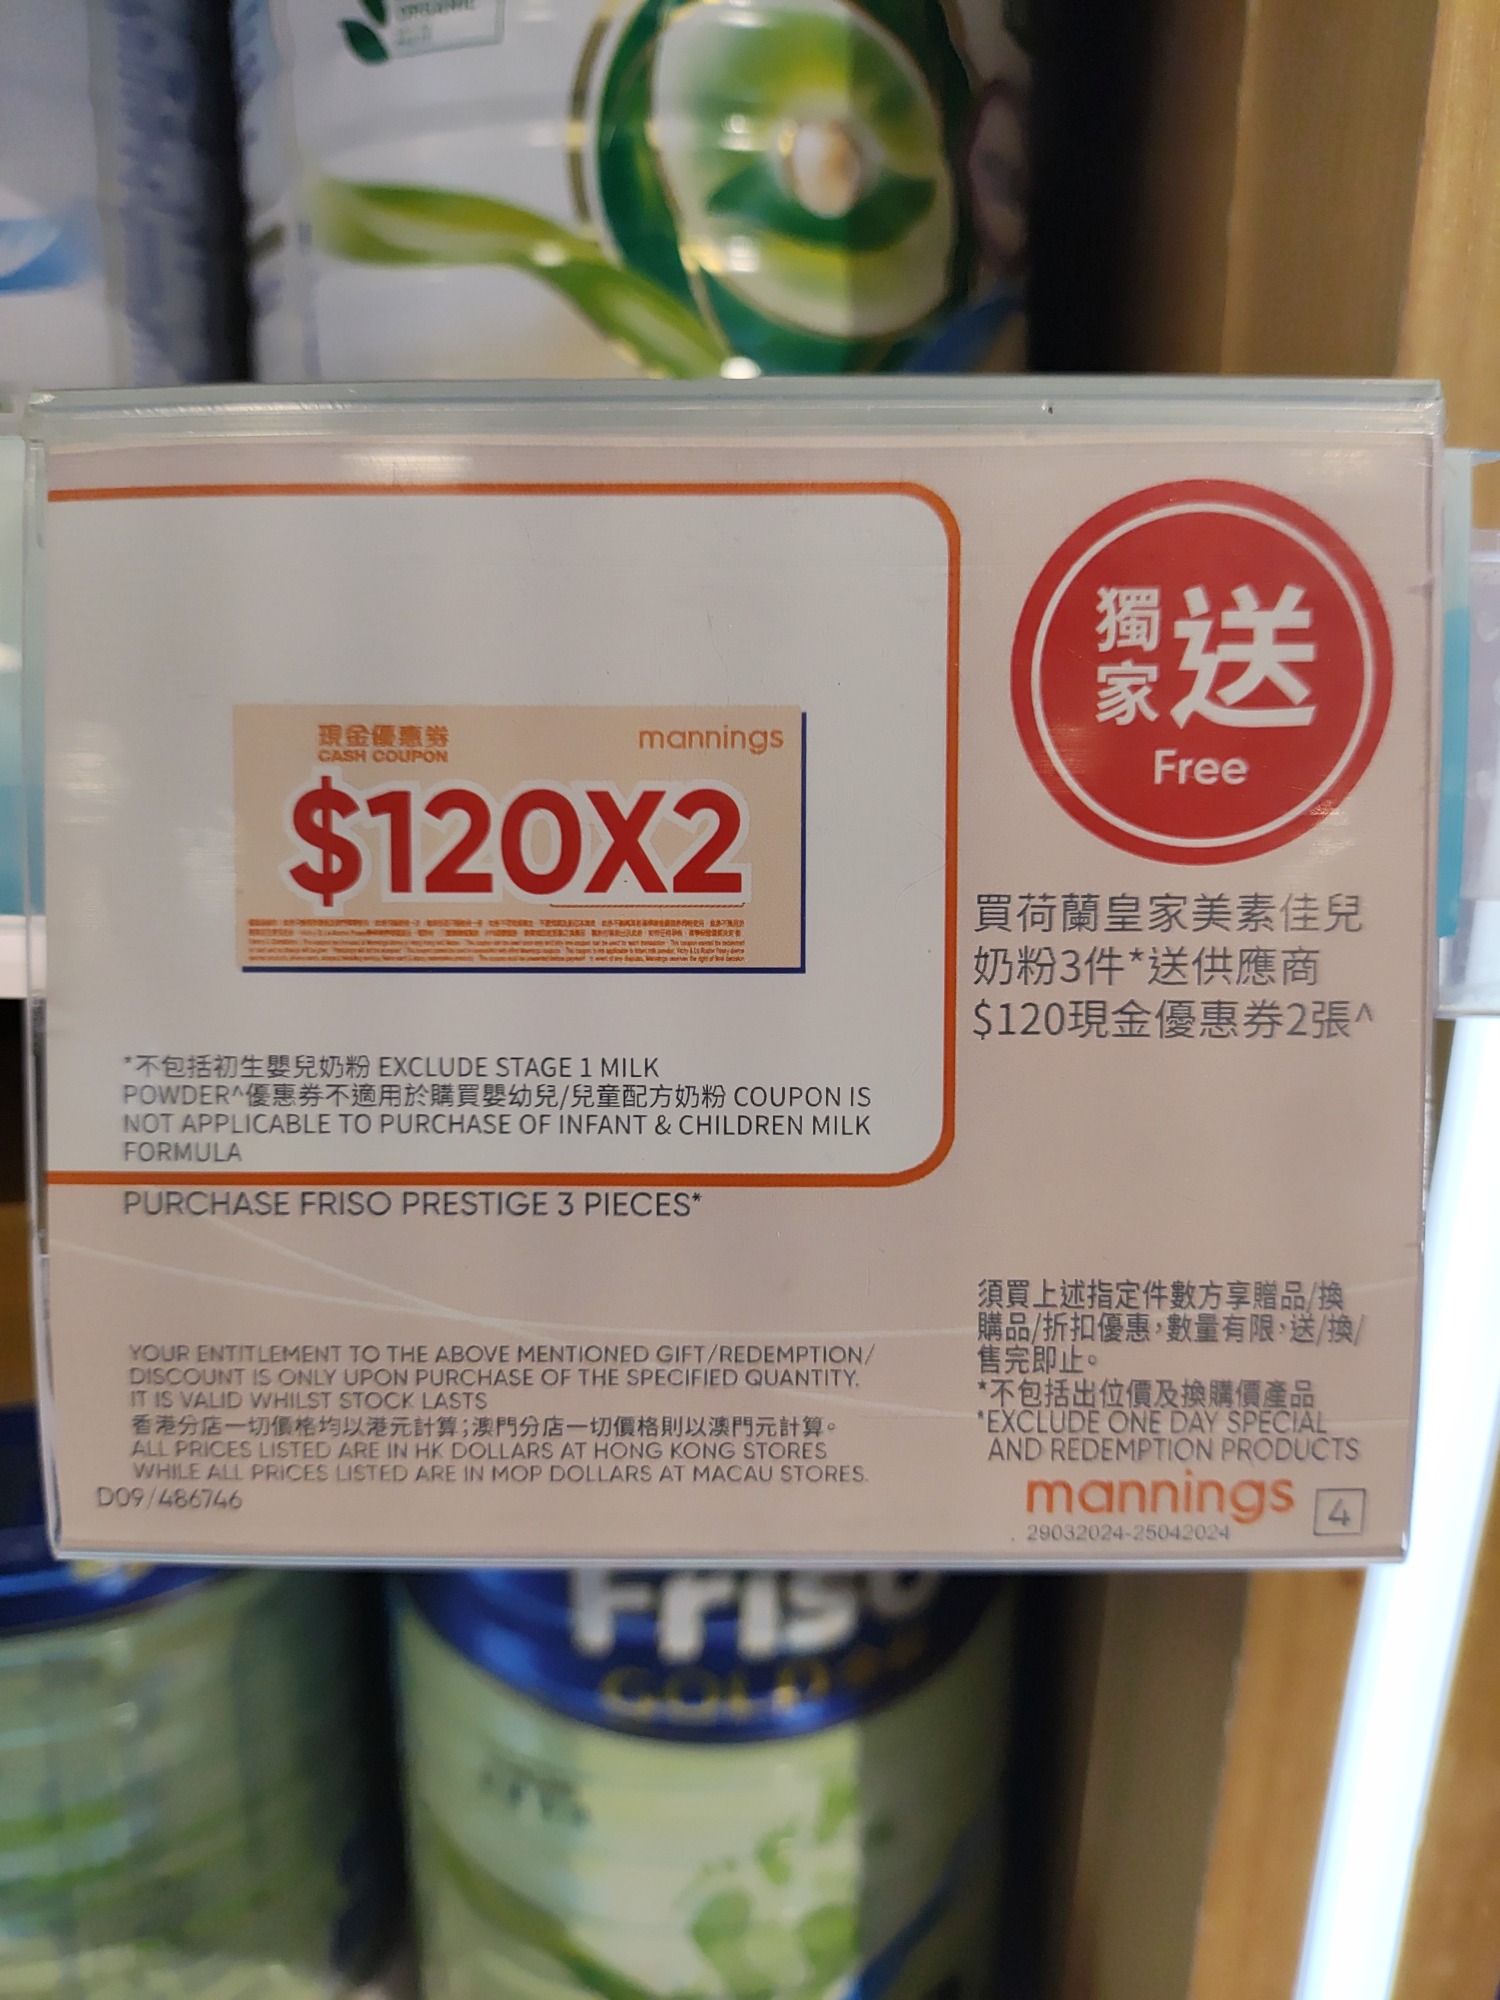 ORGANIC
獨家送
Free
現金優惠券
CASH COUPON
mannings
$120X2
買荷蘭皇家美素佳兒
奶粉3件*送供應商
$120現金優惠券2張^
*不包括初生嬰兒奶粉 EXCLUDE STAGE 1 MILK
POWDER^優惠券不適用於購買嬰幼兒/兒童配方奶粉 COUPON IS
NOT APPLICABLE TO PURCHASE OF INFANT & CHILDREN MILK
FORMULA
PURCHASE FRISO PRESTIGE 3 PIECES*
須買上述指定件數方享贈品/換
購品/折扣優惠,數量有限,送/換/
售完即止。
*不包括出位價及換購價產品
*EXCLUDE ONE DAY SPECIAL
AND REDEMPTION PRODUCTS
YOUR ENTITLEMENT TO THE ABOVE MENTIONED GIFT/REDEMPTION/
DISCOUNT IS ONLY UPON PURCHASE OF THE SPECIFIED QUANTITY.
IT IS VALID WHILST STOCK LASTS
香港分店一切價格均以港元計算;澳門分店一切價格則以澳門元計算。
ALL PRICES LISTED ARE IN HK DOLLARS AT HONG KONG STORES
WHILE ALL PRICES LISTED ARE IN MOP DOLLARS AT MACAU STORES.
D09/486746
mannings 4
29032024-25042024
Friso
GOLD